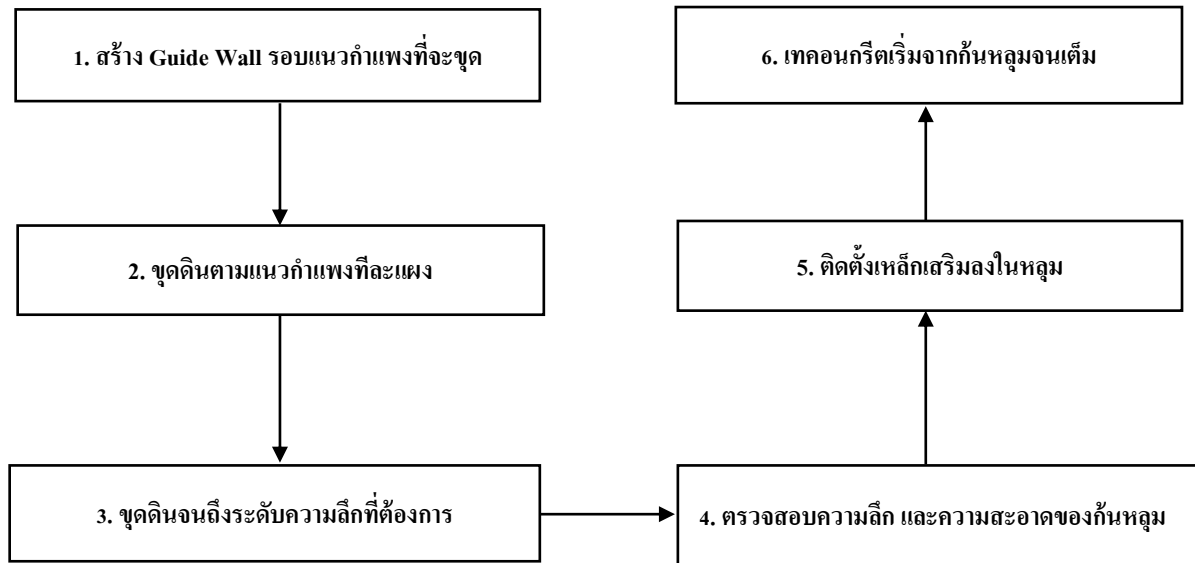 1. สร้าง Guide Wall รอบแนวกำแพงที่จะขุด
2. ขุดดินตามแนวกำแพงทีละแผง
3. ขุดดินจนถึงระดับความลึกที่ต้องการ
4. ตรวจสอบความลึก และความสะอาดของก้นหลุม
5. ติดตั้งเหล็กเสริมลงในหลุม
6. เทคอนกรีตเริ่มจากก้นหลุมจนเต็ม